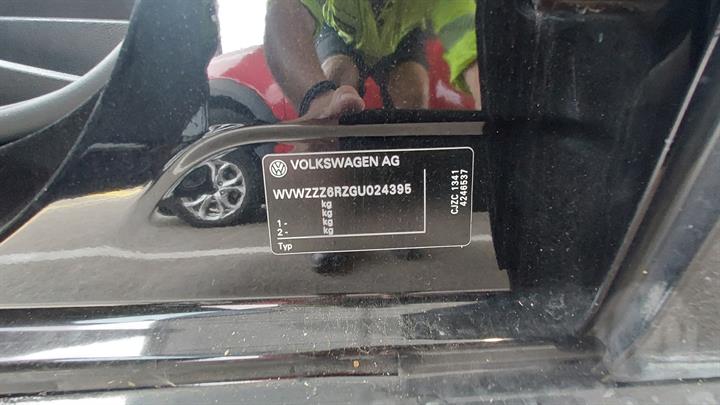 VOLKSWAGEN AG
WVWZZZ6RZGU024395
kg
kg
1 - kg
2 - kg
Typ
CJZC 1341
4246537